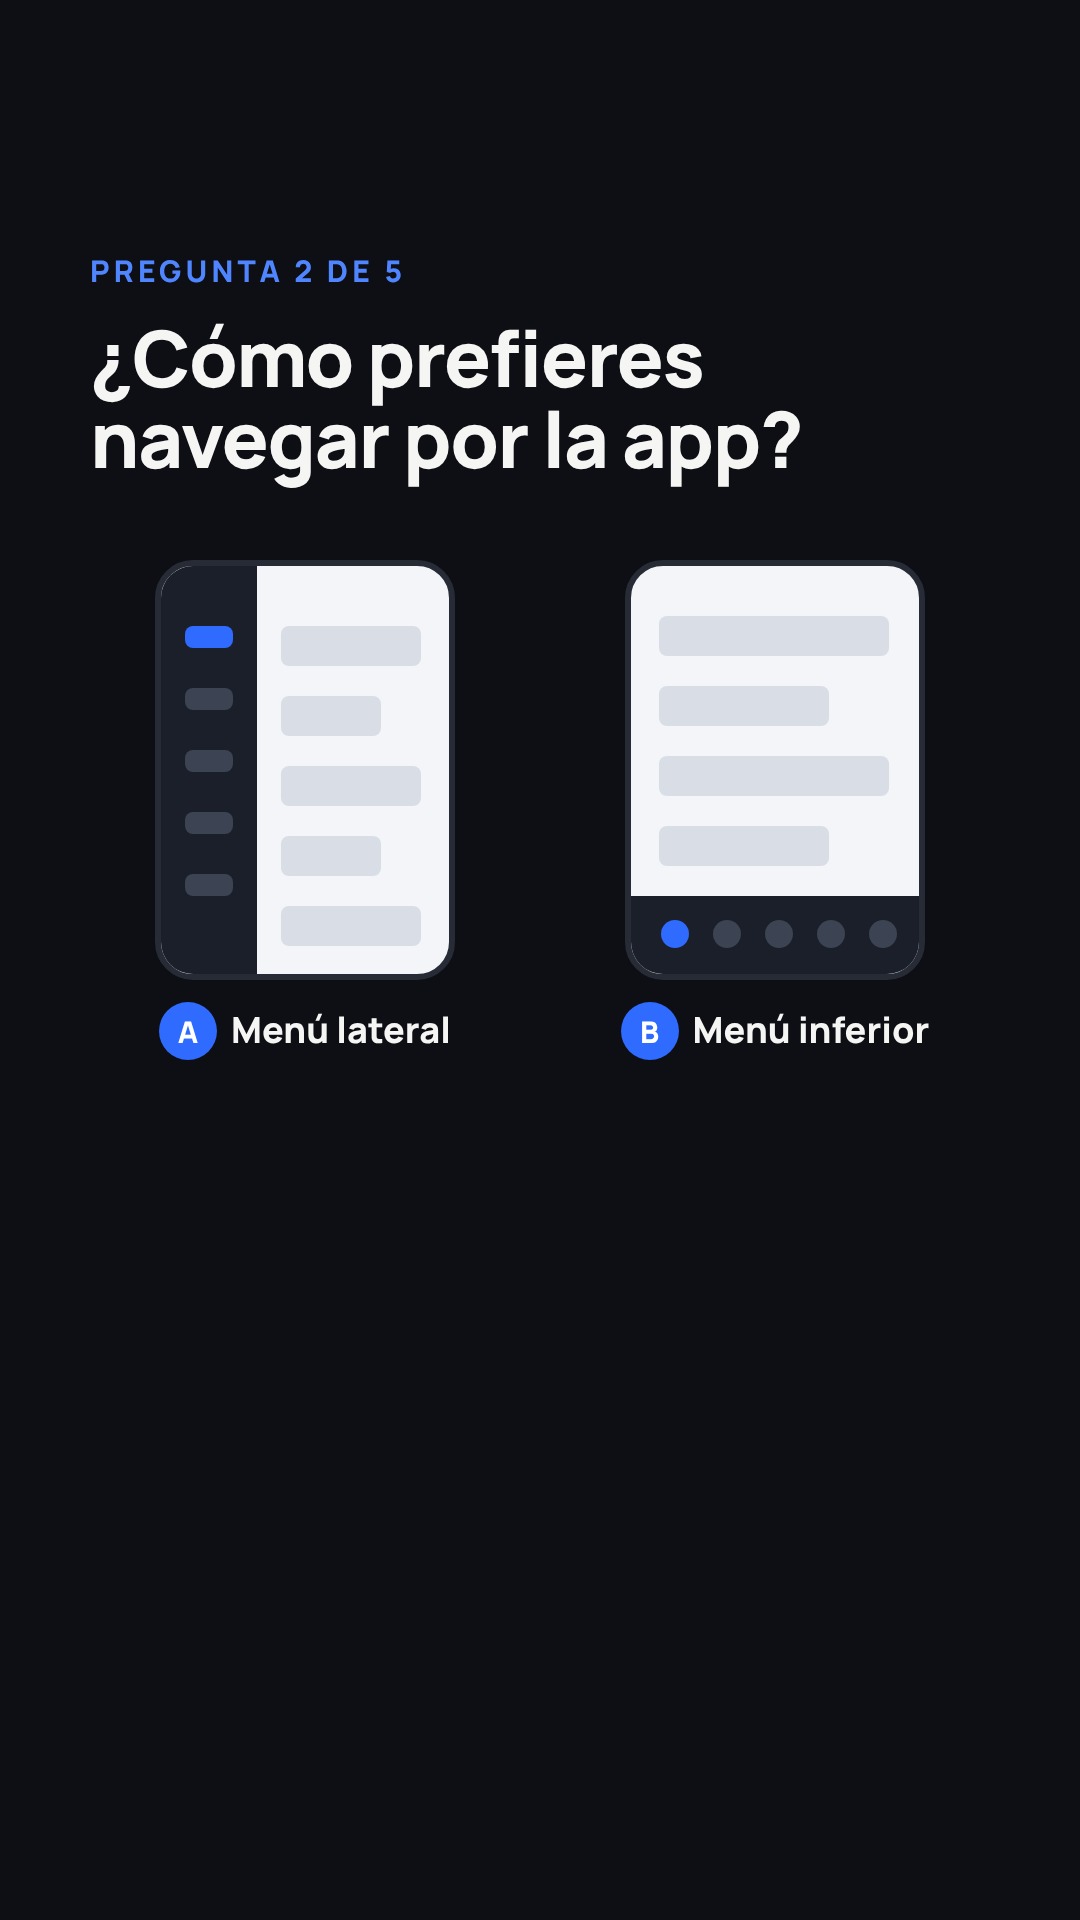 PREGUNTA 2 DE 5
¿Cómo prefieres
navegar por la app?
A Menú lateral
B Menú inferior